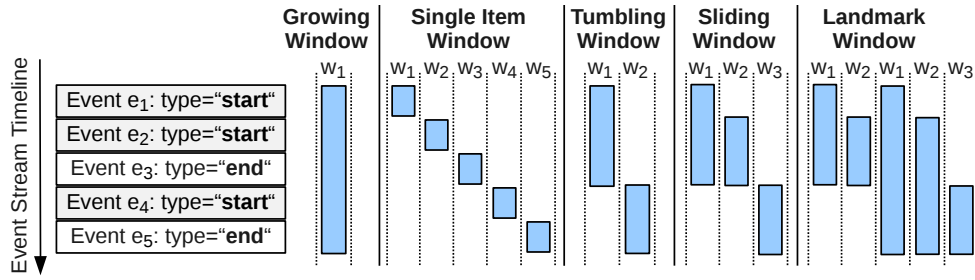 Growing Window
Single Item Window
Tumbling Window
Sliding Window
Landmark Window
w1
w1 w2 w3 w4 w5
w1 w2
w1 w2 w3
w1 w2 w1 w2 w3
Event Stream Timeline
Event e1: type=“start“
Event e2: type=“start“
Event e3: type=“end“
Event e4: type=“start“
Event e5: type=“end“